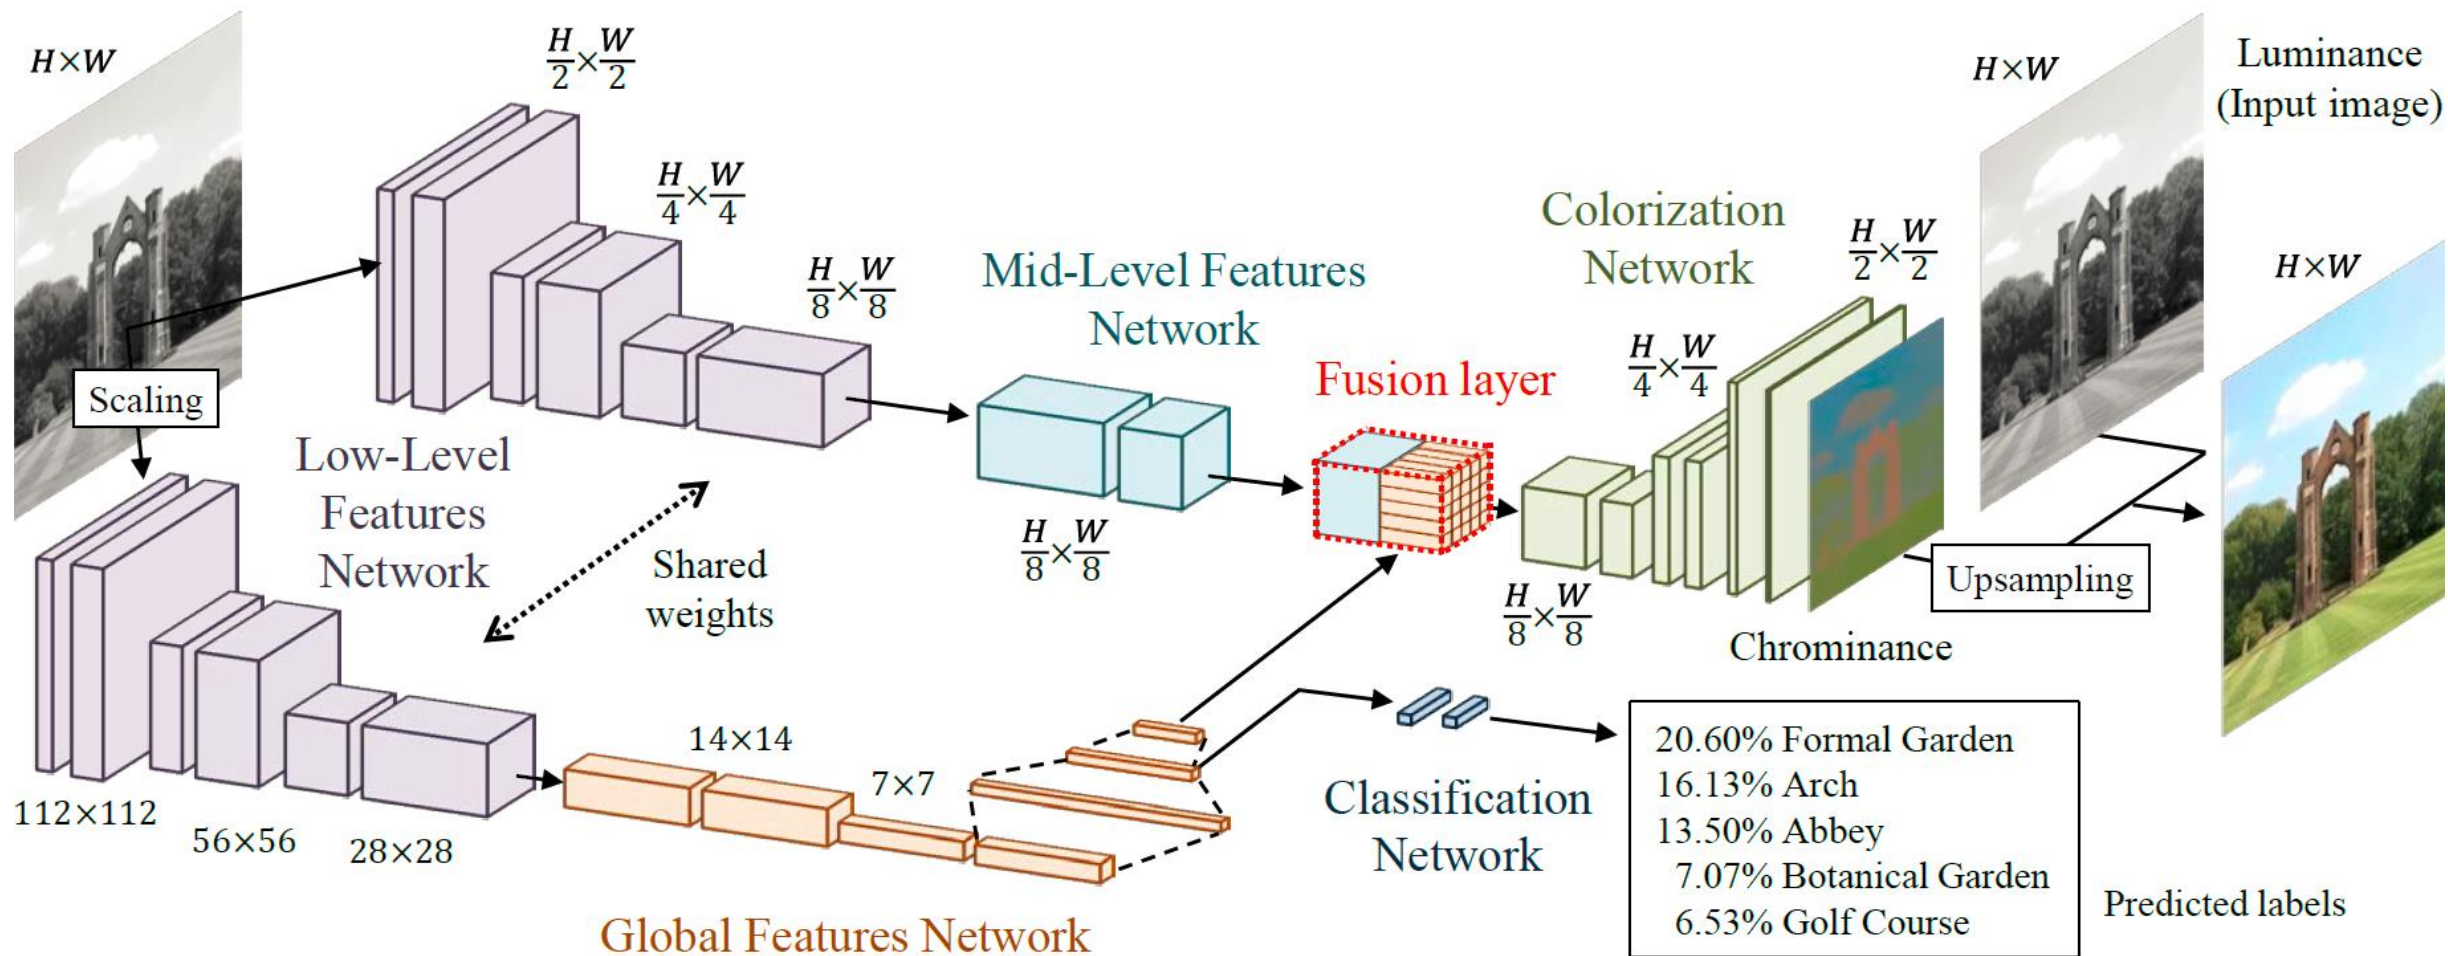 H×W
H/2×W/2
H/4×W/4
H/8×W/8
Scaling
Low-Level
Features
Network
112×112
56×56
28×28
Shared
weights
Mid-Level Features
Network
H/8×W/8
Fusion layer
14×14
7×7
Global Features Network
Colorization
Network
H/8×W/8
H/4×W/4
H/2×W/2
Chrominance
Classification
Network
20.60% Formal Garden
16.13% Arch
13.50% Abbey
7.07% Botanical Garden
6.53% Golf Course
Predicted labels
H×W
Luminance
(Input image)
Upsampling
H×W